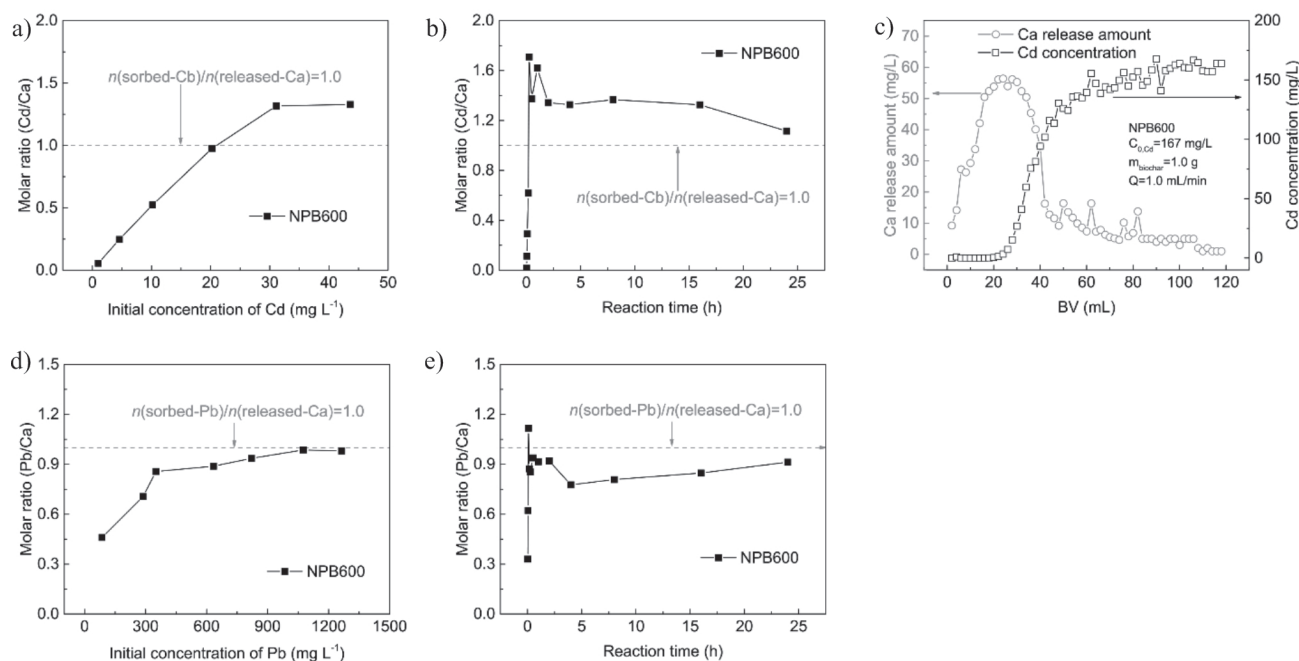 a)
2.0
1.5
1.0
0.5
0.0
Molar ratio (Cd/Ca)
n(sorbed-Cb)/n(released-Ca)=1.0
NPB600
0 10 20 30 40 50
Initial concentration of Cd (mg L⁻¹)
b)
2.0
1.6
1.2
0.8
0.4
0.0
Molar ratio (Cd/Ca)
NPB600
n(sorbed-Cb)/n(released-Ca)=1.0
0 5 10 15 20 25
Reaction time (h)
c)
70
60
50
40
30
20
10
0
Ca release amount (mg/L)
Ca release amount
Cd concentration
NPB600
C0,Cd=167 mg/L
mbiochar=1.0 g
Q=1.0 mL/min
200
150
100
50
0
Cd concentration (mg/L)
0 20 40 60 80 100 120
BV (mL)
d)
1.5
1.2
0.9
0.6
0.3
0.0
Molar ratio (Pb/Ca)
n(sorbed-Pb)/n(released-Ca)=1.0
NPB600
0 300 600 900 1200 1500
Initial concentration of Pb (mg L⁻¹)
e)
1.5
1.2
0.9
0.6
0.3
0.0
Molar ratio (Pb/Ca)
n(sorbed-Pb)/n(released-Ca)=1.0
NPB600
0 5 10 15 20 25
Reaction time (h)